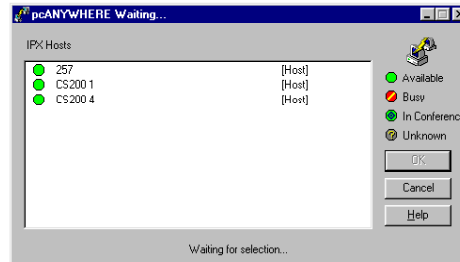 pcANYWHERE Waiting...
IPX Hosts
257 [Host]
CS200 1 [Host]
CS200 4 [Host]
Available
Busy
In Conferenc
Unknown
OK
Cancel
Help
Waiting for selection...